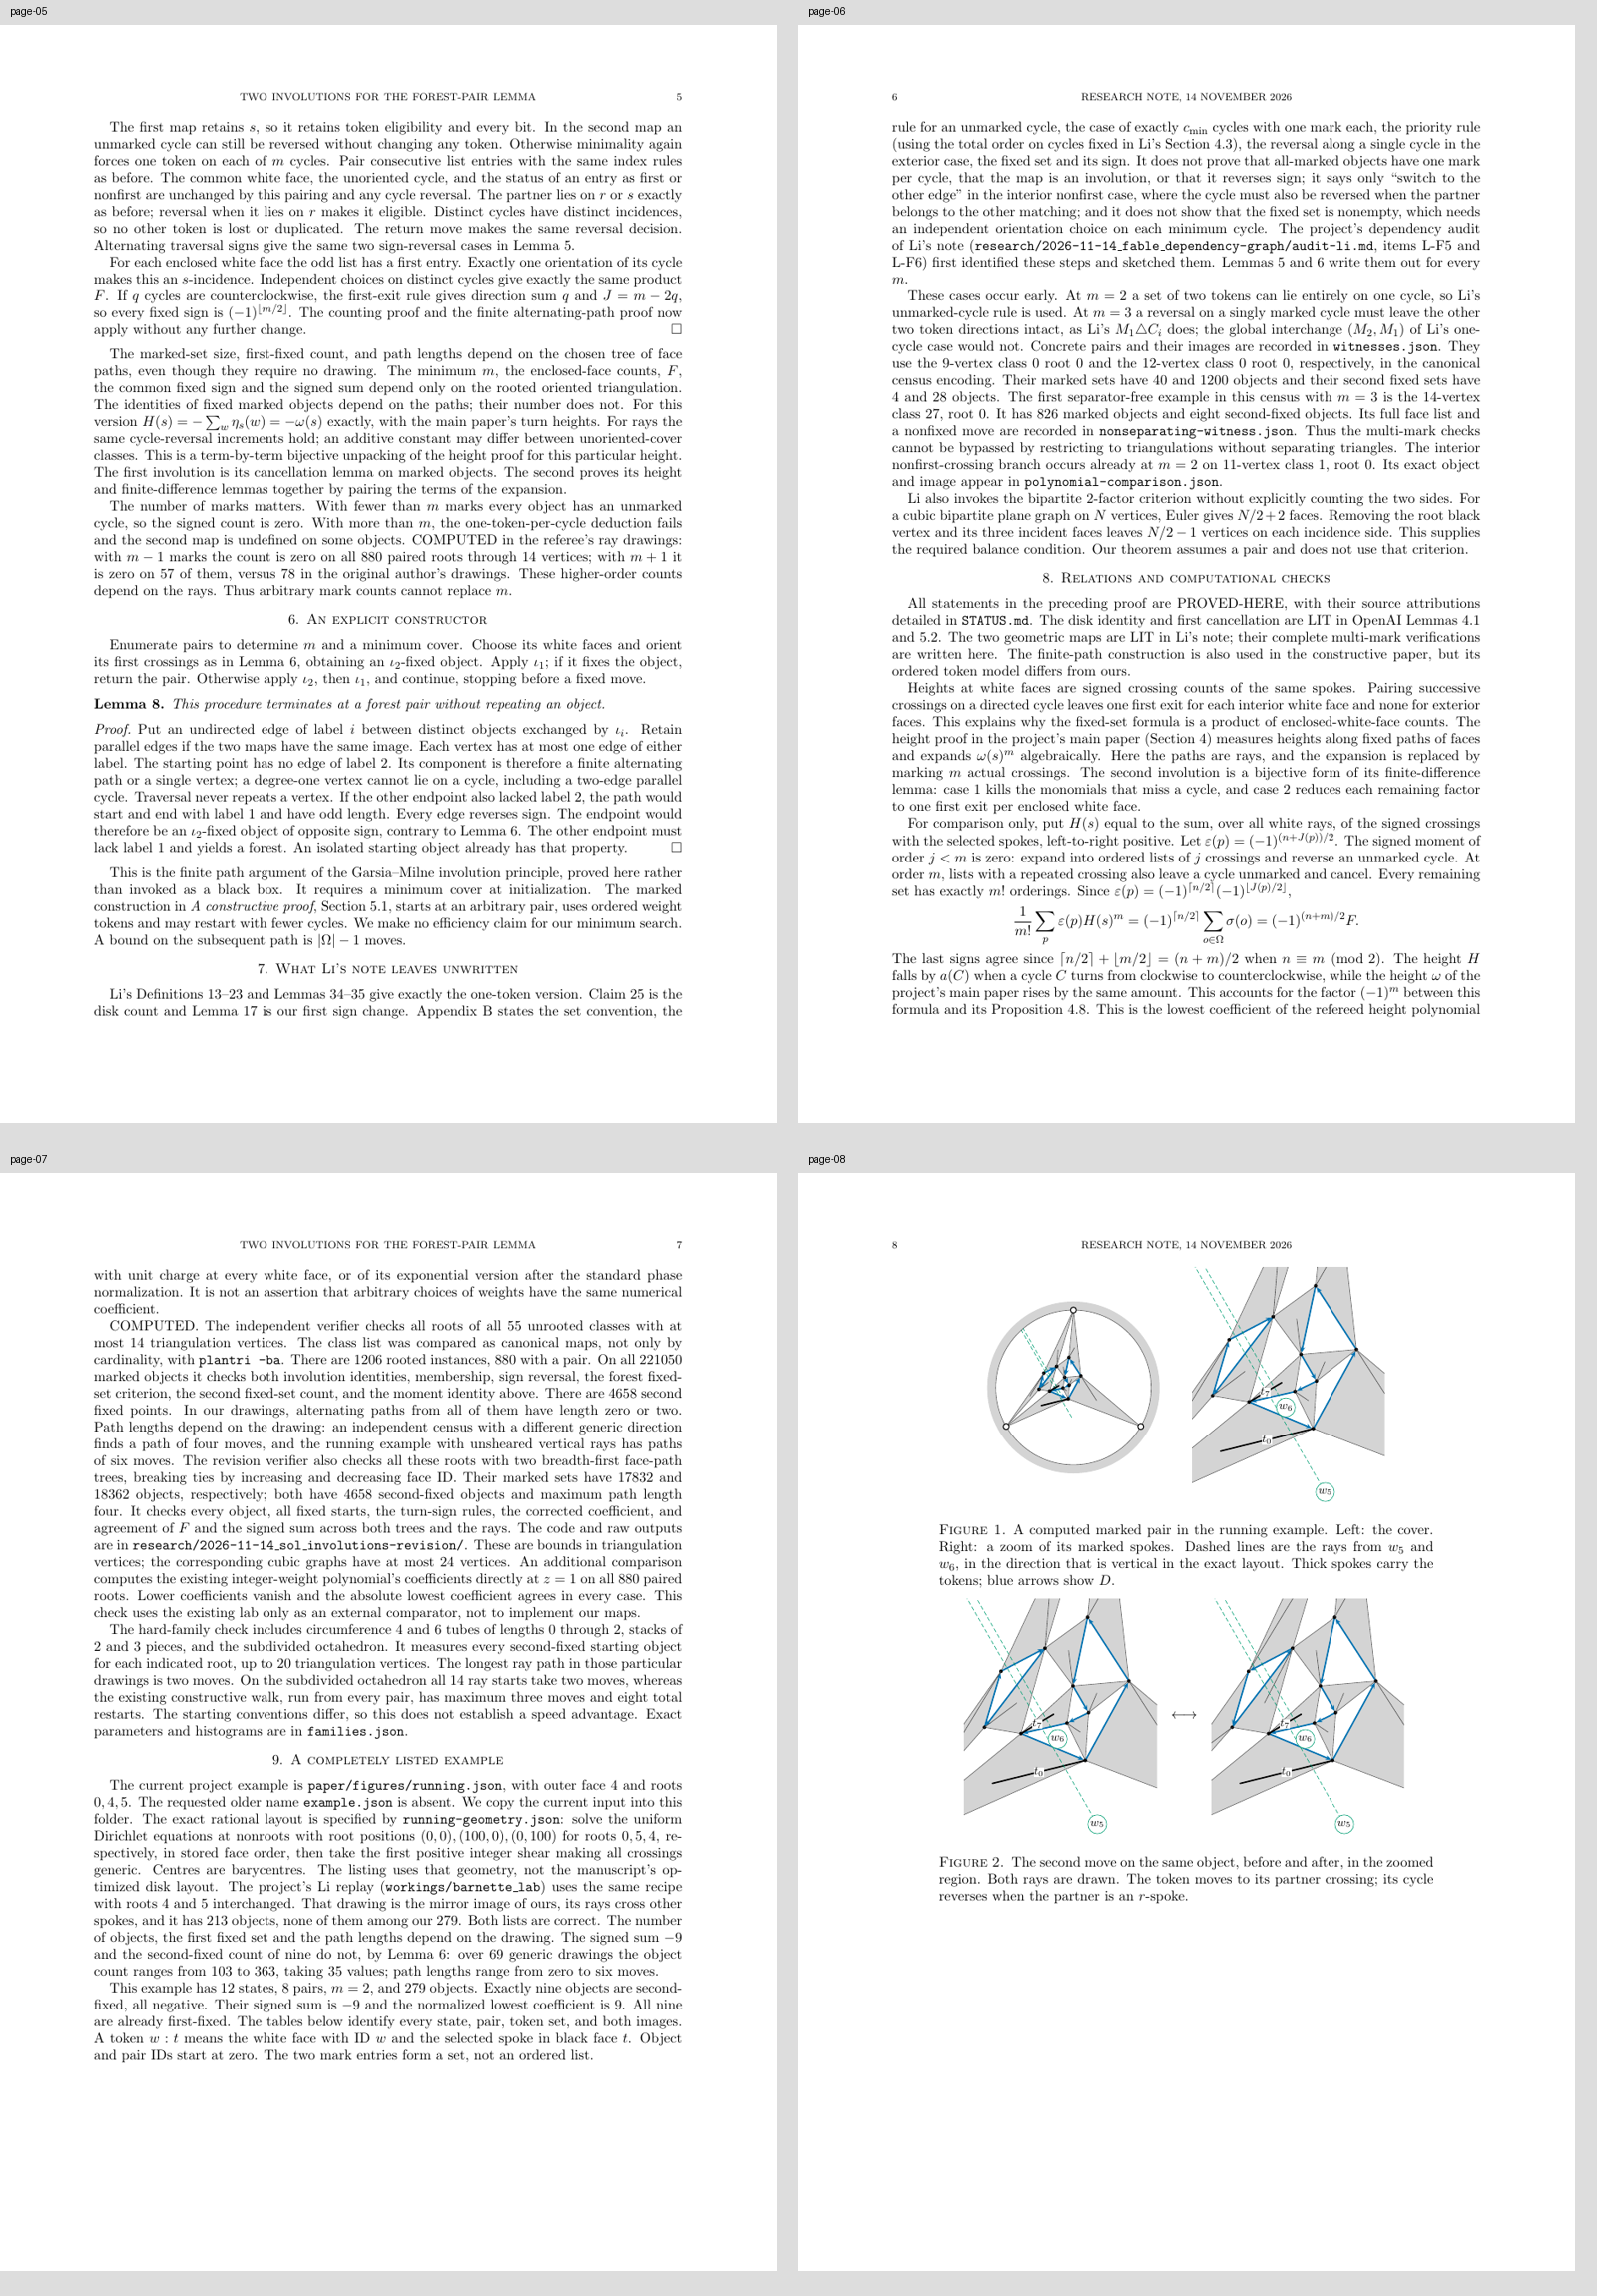 page-05
TWO INVOLUTIONS FOR THE FOREST-PAIR LEMMA 5
The first map retains s, so it retains token eligibility and every bit. In the second map an
unmarked cycle can still be reversed without changing any token. Otherwise minimality again
forces one token on each of m cycles. Pair consecutive list entries with the same index rules
as before. The common white face, the unoriented cycle, and the status of an entry as first or
nonfirst are unchanged by this pairing and any cycle reversal. The partner lies on r or s exactly
as before; reversal when it lies on r makes it eligible. Distinct cycles have distinct incidences,
so no other token is lost or duplicated. The return move makes the same reversal decision.
Alternating traversal signs give the same two sign-reversal cases in Lemma 5.
For each enclosed white face the odd list has a first entry. Exactly one orientation of its cycle
makes this an s-incidence. Independent choices on distinct cycles give exactly the same product
F. If q cycles are counterclockwise, the first-exit rule gives direction sum q and J = m − 2q,
so every fixed sign is (−1)^{⌊m/2⌋}. The counting proof and the finite alternating-path proof now
apply without any further change. □
The marked-set size, first-fixed count, and path lengths depend on the chosen tree of face
paths, even though they require no drawing. The minimum m, the enclosed-face counts, F,
the common fixed sign and the signed sum depend only on the rooted oriented triangulation.
The identities of fixed marked objects depend on the paths; their number does not. For this
version H(s) = −∑_w η_s(w) = −ω(s) exactly, with the main paper's turn heights. For rays the
same cycle-reversal increments hold; an additive constant may differ between unoriented-cover
classes. This is a term-by-term bijective unpacking of the height proof for this particular height.
The first involution is its cancellation lemma on marked objects. The second proves its height
and finite-difference lemmas together by pairing the terms of the expansion.
The number of marks matters. With fewer than m marks every object has an unmarked
cycle, so the signed count is zero. With more than m, the one-token-per-cycle deduction fails
and the second map is undefined on some objects. COMPUTED in the referee's ray drawings:
with m − 1 marks the count is zero on all 880 paired roots through 14 vertices; with m + 1 it
is zero on 57 of them, versus 78 in the original author's drawings. These higher-order counts
depend on the rays. Thus arbitrary mark counts cannot replace m.
6. An explicit constructor
Enumerate pairs to determine m and a minimum cover. Choose its white faces and orient
its first crossings as in Lemma 6, obtaining an ι₂-fixed object. Apply ι₁; if it fixes the object,
return the pair. Otherwise apply ι₂, then ι₁, and continue, stopping before a fixed move.
Lemma 8. This procedure terminates at a forest pair without repeating an object.
Proof. Put an undirected edge of label i between distinct objects exchanged by ι_i. Retain
parallel edges if the two maps have the same image. Each vertex has at most one edge of either
label. The starting point has no edge of label 2. Its component is therefore a finite alternating
path or a single vertex; a degree-one vertex cannot lie on a cycle, including a two-edge parallel
cycle. Traversal never repeats a vertex. If the other endpoint also lacked label 2, the path would
start and end with label 1 and have odd length. Every edge reverses sign. The endpoint would
therefore be an ι₂-fixed object of opposite sign, contrary to Lemma 6. The other endpoint must
lack label 1 and yields a forest. An isolated starting object already has that property. □
This is the finite path argument of the Garsia–Milne involution principle, proved here rather
than invoked as a black box. It requires a minimum cover at initialization. The marked
construction in A constructive proof, Section 5.1, starts at an arbitrary pair, uses ordered weight
tokens and may restart with fewer cycles. We make no efficiency claim for our minimum search.
A bound on the subsequent path is |Ω| − 1 moves.
7. What Li's note leaves unwritten
Li's Definitions 13–23 and Lemmas 34–35 give exactly the one-token version. Claim 25 is the
disk count and Lemma 17 is our first sign change. Appendix B states the set convention, the
page-06
6 RESEARCH NOTE, 14 NOVEMBER 2026
rule for an unmarked cycle, the case of exactly c_min cycles with one mark each, the priority rule
(using the total order on cycles fixed in Li's Section 4.3), the reversal along a single cycle in the
exterior case, the fixed set and its sign. It does not prove that all-marked objects have one mark
per cycle, that the map is an involution, or that it reverses sign; it says only “switch to the
other edge” in the interior nonfirst case, where the cycle must also be reversed when the partner
belongs to the other matching; and it does not show that the fixed set is nonempty, which needs
an independent orientation choice on each minimum cycle. The project's dependency audit
of Li's note (research/2026-11-14_fable_dependency-graph/audit-li.md, items L-F5 and
L-F6) first identified these steps and sketched them. Lemmas 5 and 6 write them out for every
m.
These cases occur early. At m = 2 a set of two tokens can lie entirely on one cycle, so Li's
unmarked-cycle rule is used. At m = 3 a reversal on a singly marked cycle must leave the other
two token directions intact, as Li's M₁△C_i does; the global interchange (M₂, M₁) of Li's one-
cycle case would not. Concrete pairs and their images are recorded in witnesses.json. They
use the 9-vertex class 0 root 0 and the 12-vertex class 0 root 0, respectively, in the canonical
census encoding. Their marked sets have 40 and 1200 objects and their second fixed sets have
4 and 28 objects. The first separator-free example in this census with m = 3 is the 14-vertex
class 27, root 0. It has 826 marked objects and eight second-fixed objects. Its full face list and
a nonfixed move are recorded in nonseparating-witness.json. Thus the multi-mark checks
cannot be bypassed by restricting to triangulations without separating triangles. The interior
nonfirst-crossing branch occurs already at m = 2 on 11-vertex class 1, root 0. Its exact object
and image appear in polynomial-comparison.json.
Li also invokes the bipartite 2-factor criterion without explicitly counting the two sides. For
a cubic bipartite plane graph on N vertices, Euler gives N/2+2 faces. Removing the root black
vertex and its three incident faces leaves N/2 − 1 vertices on each incidence side. This supplies
the required balance condition. Our theorem assumes a pair and does not use that criterion.
8. Relations and computational checks
All statements in the preceding proof are PROVED-HERE, with their source attributions
detailed in STATUS.md. The disk identity and first cancellation are LIT in OpenAI Lemmas 4.1
and 5.2. The two geometric maps are LIT in Li's note; their complete multi-mark verifications
are written here. The finite-path construction is also used in the constructive paper, but its
ordered token model differs from ours.
Heights at white faces are signed crossing counts of the same spokes. Pairing successive
crossings on a directed cycle leaves one first exit for each interior white face and none for exterior
faces. This explains why the fixed-set formula is a product of enclosed-white-face counts. The
height proof in the project's main paper (Section 4) measures heights along fixed paths of faces
and expands ω(s)^m algebraically. Here the paths are rays, and the expansion is replaced by
marking m actual crossings. The second involution is a bijective form of its finite-difference
lemma: case 1 kills the monomials that miss a cycle, and case 2 reduces each remaining factor
to one first exit per enclosed white face.
For comparison only, put H(s) equal to the sum, over all white rays, of the signed crossings
with the selected spokes, left-to-right positive. Let ε(p) = (−1)^{(n+J(p))/2}. The signed moment of
order j < m is zero: expand into ordered lists of j crossings and reverse an unmarked cycle. At
order m, lists with a repeated crossing also leave a cycle unmarked and cancel. Every remaining
set has exactly m! orderings. Since ε(p) = (−1)^{⌈n/2⌉}(−1)^{⌊J(p)/2⌋},
1/m! ∑_p ε(p)H(s)^m = (−1)^{⌈n/2⌉} ∑_{o∈Ω} σ(o) = (−1)^{(n+m)/2}F.
The last signs agree since ⌈n/2⌉ + ⌊m/2⌋ = (n + m)/2 when n ≡ m (mod 2). The height H
falls by a(C) when a cycle C turns from clockwise to counterclockwise, while the height ω of the
project's main paper rises by the same amount. This accounts for the factor (−1)^m between this
formula and its Proposition 4.8. This is the lowest coefficient of the refereed height polynomial
page-07
TWO INVOLUTIONS FOR THE FOREST-PAIR LEMMA 7
with unit charge at every white face, or of its exponential version after the standard phase
normalization. It is not an assertion that arbitrary choices of weights have the same numerical
coefficient.
COMPUTED. The independent verifier checks all roots of all 55 unrooted classes with at
most 14 triangulation vertices. The class list was compared as canonical maps, not only by
cardinality, with plantri -ba. There are 1206 rooted instances, 880 with a pair. On all 221050
marked objects it checks both involution identities, membership, sign reversal, the forest fixed-
set criterion, the second fixed-set count, and the moment identity above. There are 4658 second
fixed points. In our drawings, alternating paths from all of them have length zero or two.
Path lengths depend on the drawing: an independent census with a different generic direction
finds a path of four moves, and the running example with unsheared vertical rays has paths
of six moves. The revision verifier also checks all these roots with two breadth-first face-path
trees, breaking ties by increasing and decreasing face ID. Their marked sets have 17832 and
18362 objects, respectively; both have 4658 second-fixed objects and maximum path length
four. It checks every object, all fixed starts, the turn-sign rules, the corrected coefficient, and
agreement of F and the signed sum across both trees and the rays. The code and raw outputs
are in research/2026-11-14_sol_involutions-revision/. These are bounds in triangulation
vertices; the corresponding cubic graphs have at most 24 vertices. An additional comparison
computes the existing integer-weight polynomial's coefficients directly at z = 1 on all 880 paired
roots. Lower coefficients vanish and the absolute lowest coefficient agrees in every case. This
check uses the existing lab only as an external comparator, not to implement our maps.
The hard-family check includes circumference 4 and 6 tubes of lengths 0 through 2, stacks of
2 and 3 pieces, and the subdivided octahedron. It measures every second-fixed starting object
for each indicated root, up to 20 triangulation vertices. The longest ray path in those particular
drawings is two moves. On the subdivided octahedron all 14 ray starts take two moves, whereas
the existing constructive walk, run from every pair, has maximum three moves and eight total
restarts. The starting conventions differ, so this does not establish a speed advantage. Exact
parameters and histograms are in families.json.
9. A completely listed example
The current project example is paper/figures/running.json, with outer face 4 and roots
0, 4, 5. The requested older name example.json is absent. We copy the current input into this
folder. The exact rational layout is specified by running-geometry.json: solve the uniform
Dirichlet equations at nonroots with root positions (0, 0), (100, 0), (0, 100) for roots 0, 5, 4, re-
spectively, in stored face order, then take the first positive integer shear making all crossings
generic. Centres are barycentres. The listing uses that geometry, not the manuscript's op-
timized disk layout. The project's Li replay (workings/barnette_lab) uses the same recipe
with roots 4 and 5 interchanged. That drawing is the mirror image of ours, its rays cross other
spokes, and it has 213 objects, none of them among our 279. Both lists are correct. The number
of objects, the first fixed set and the path lengths depend on the drawing. The signed sum −9
and the second-fixed count of nine do not, by Lemma 6: over 69 generic drawings the object
count ranges from 103 to 363, taking 35 values; path lengths range from zero to six moves.
This example has 12 states, 8 pairs, m = 2, and 279 objects. Exactly nine objects are second-
fixed, all negative. Their signed sum is −9 and the normalized lowest coefficient is 9. All nine
are already first-fixed. The tables below identify every state, pair, token set, and both images.
A token w : t means the white face with ID w and the selected spoke in black face t. Object
and pair IDs start at zero. The two mark entries form a set, not an ordered list.
page-08
8 RESEARCH NOTE, 14 NOVEMBER 2026
t₇
w₆
t₀
w₅
Figure 1. A computed marked pair in the running example. Left: the cover.
Right: a zoom of its marked spokes. Dashed lines are the rays from w₅ and
w₆, in the direction that is vertical in the exact layout. Thick spokes carry the
tokens; blue arrows show D.
t₇
w₆
t₀
w₅
⟷
t₇
w₆
t₀
w₅
Figure 2. The second move on the same object, before and after, in the zoomed
region. Both rays are drawn. The token moves to its partner crossing; its cycle
reverses when the partner is an r-spoke.